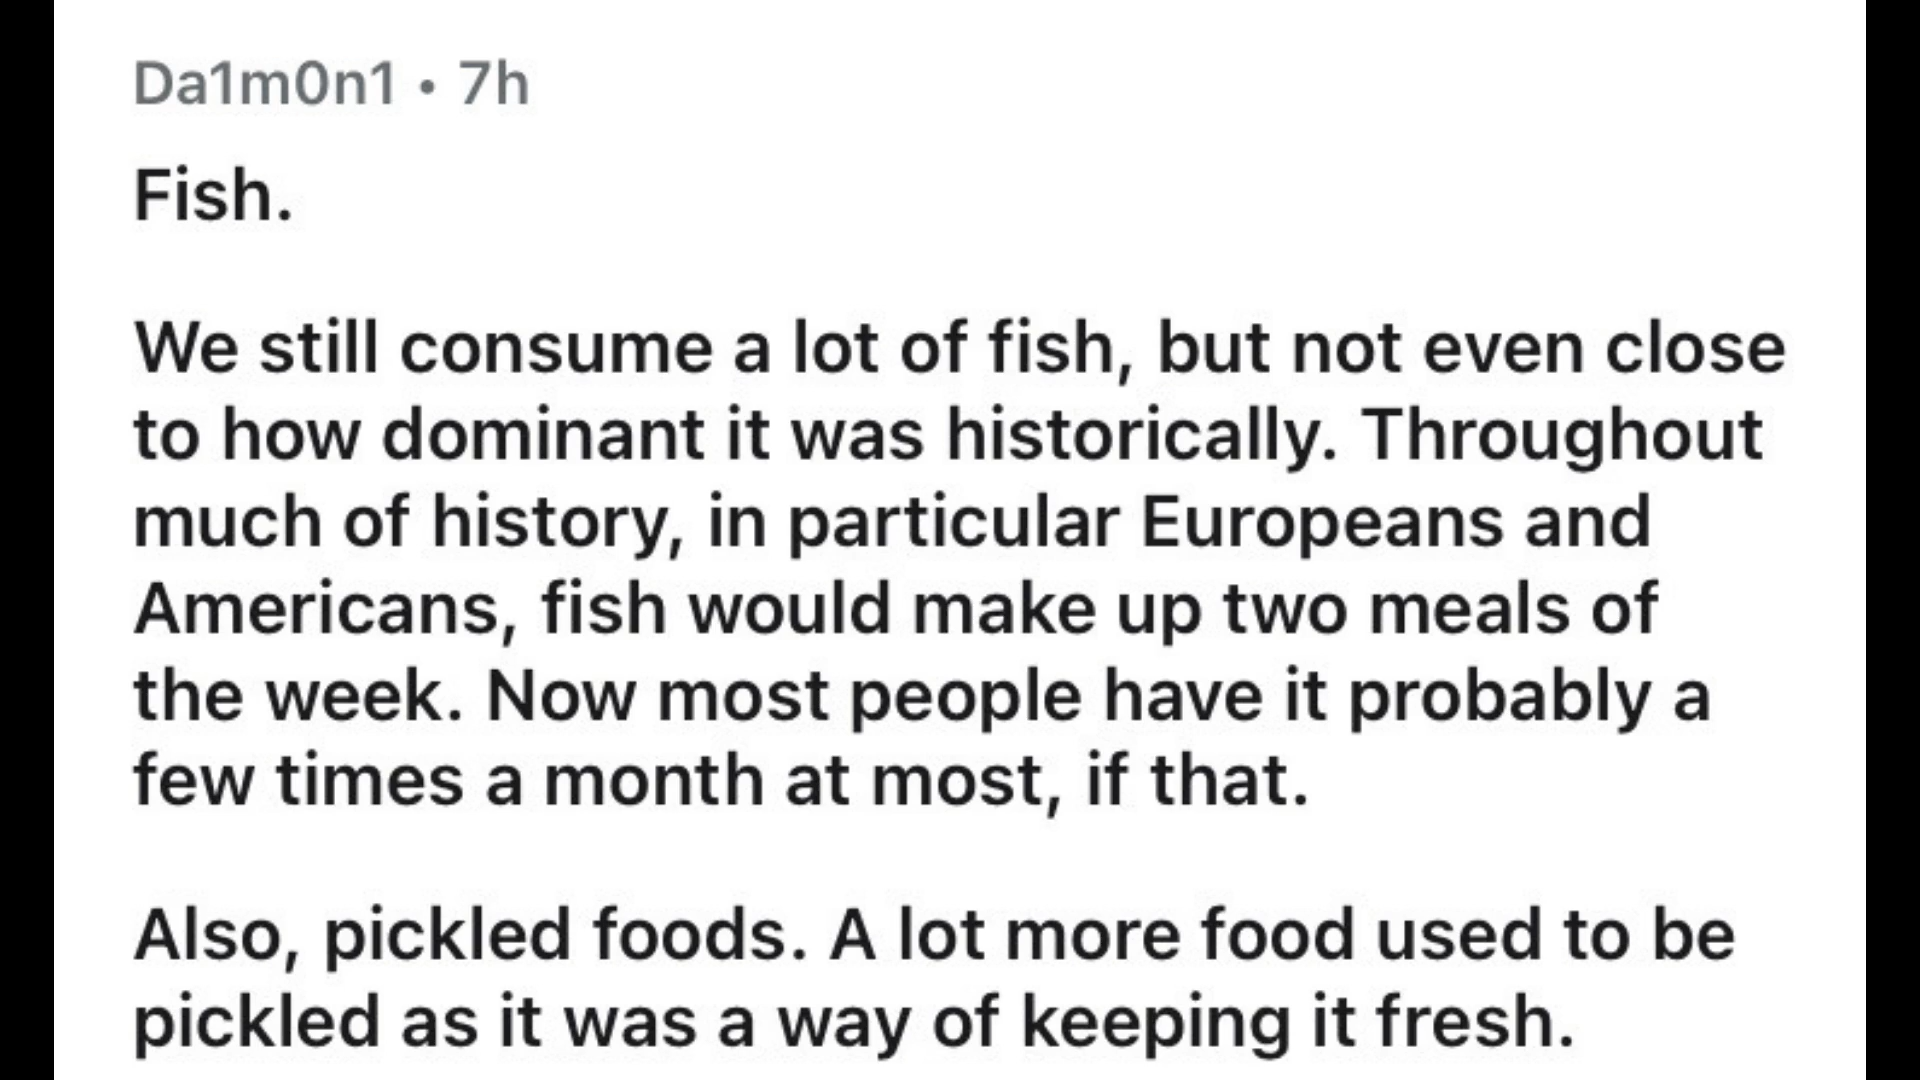 Da1m0n1 • 7h
Fish.
We still consume a lot of fish, but not even close
to how dominant it was historically. Throughout
much of history, in particular Europeans and
Americans, fish would make up two meals of
the week. Now most people have it probably a
few times a month at most, if that.
Also, pickled foods. A lot more food used to be
pickled as it was a way of keeping it fresh.